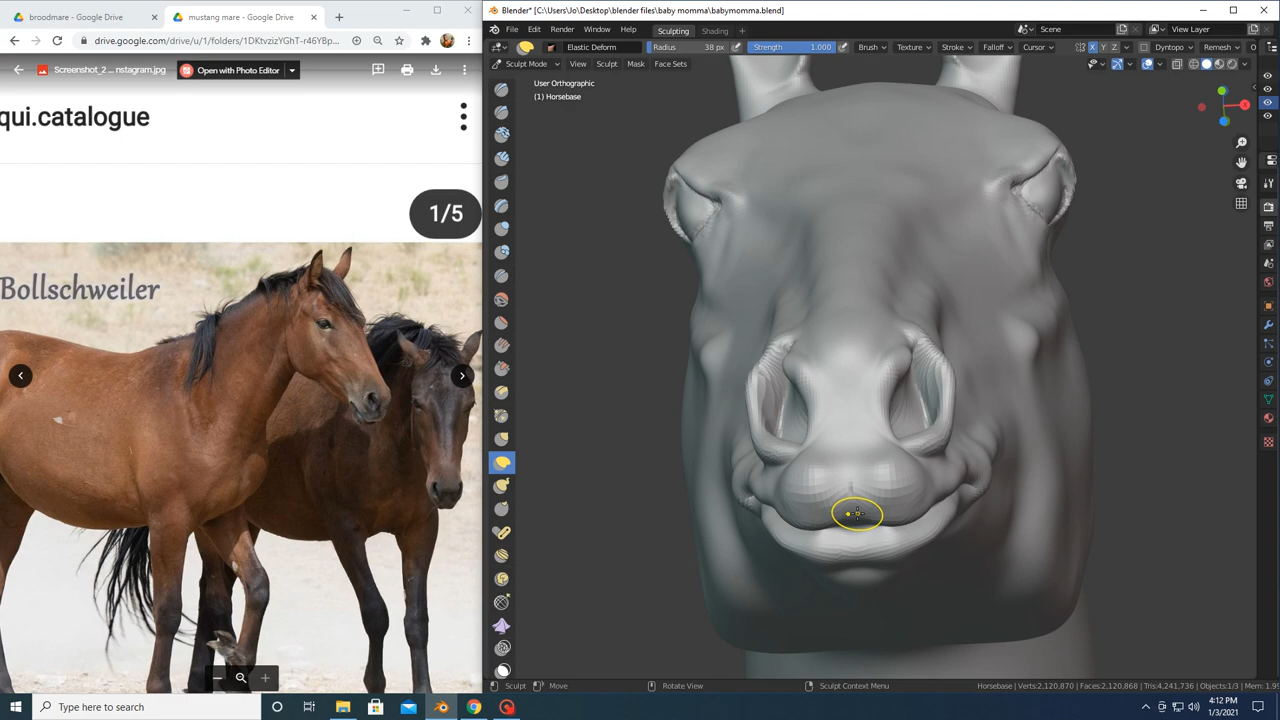 broodmare - Google Drive
mustang mare - Google Drive
drive.google.com/drive/u/1/folders/1DKtvzizYGhT-r46YBp...
Screenshot_2 ... nstagram.jpg
Open with Photo Editor
qui.catalogue
1/5
Bollschweiler
Blender* [C:\Users\Jo\Desktop\blender files\baby momma\babymomma.blend]
File Edit Render Window Help Sculpting Shading
Scene
View Layer
Elastic Deform
Radius 38 px
Strength 1.000
Brush Texture Stroke Falloff Cursor
X Y Z
Dyntopo
Remesh
Sculpt Mode View Sculpt Mask Face Sets
User Orthographic
(1) Horsebase
Sculpt
Move
Rotate View
Sculpt Context Menu
Horsebase | Verts:2,120,870 | Faces:2,120,868 | Tris:4,241,736 | Objects:1/3 | Mem: 1.9
Type here to search
4:12 PM
1/3/2021